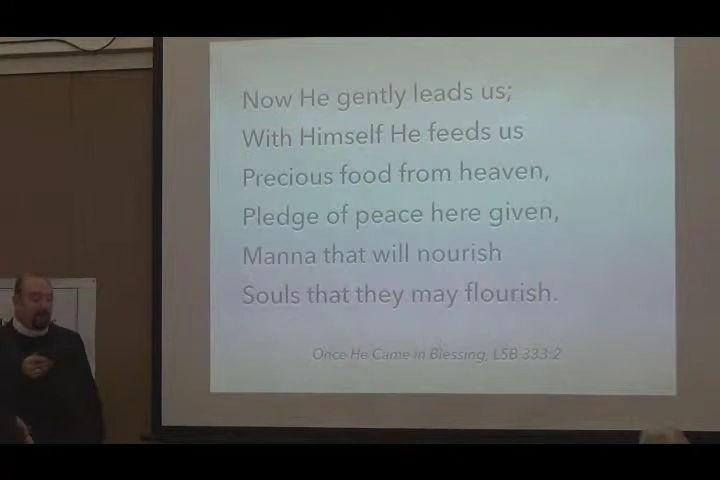 Now He gently leads us;
With Himself He feeds us
Precious food from heaven,
Pledge of peace here given,
Manna that will nourish
Souls that they may flourish.
Once He Came in Blessing, LSB 333:2